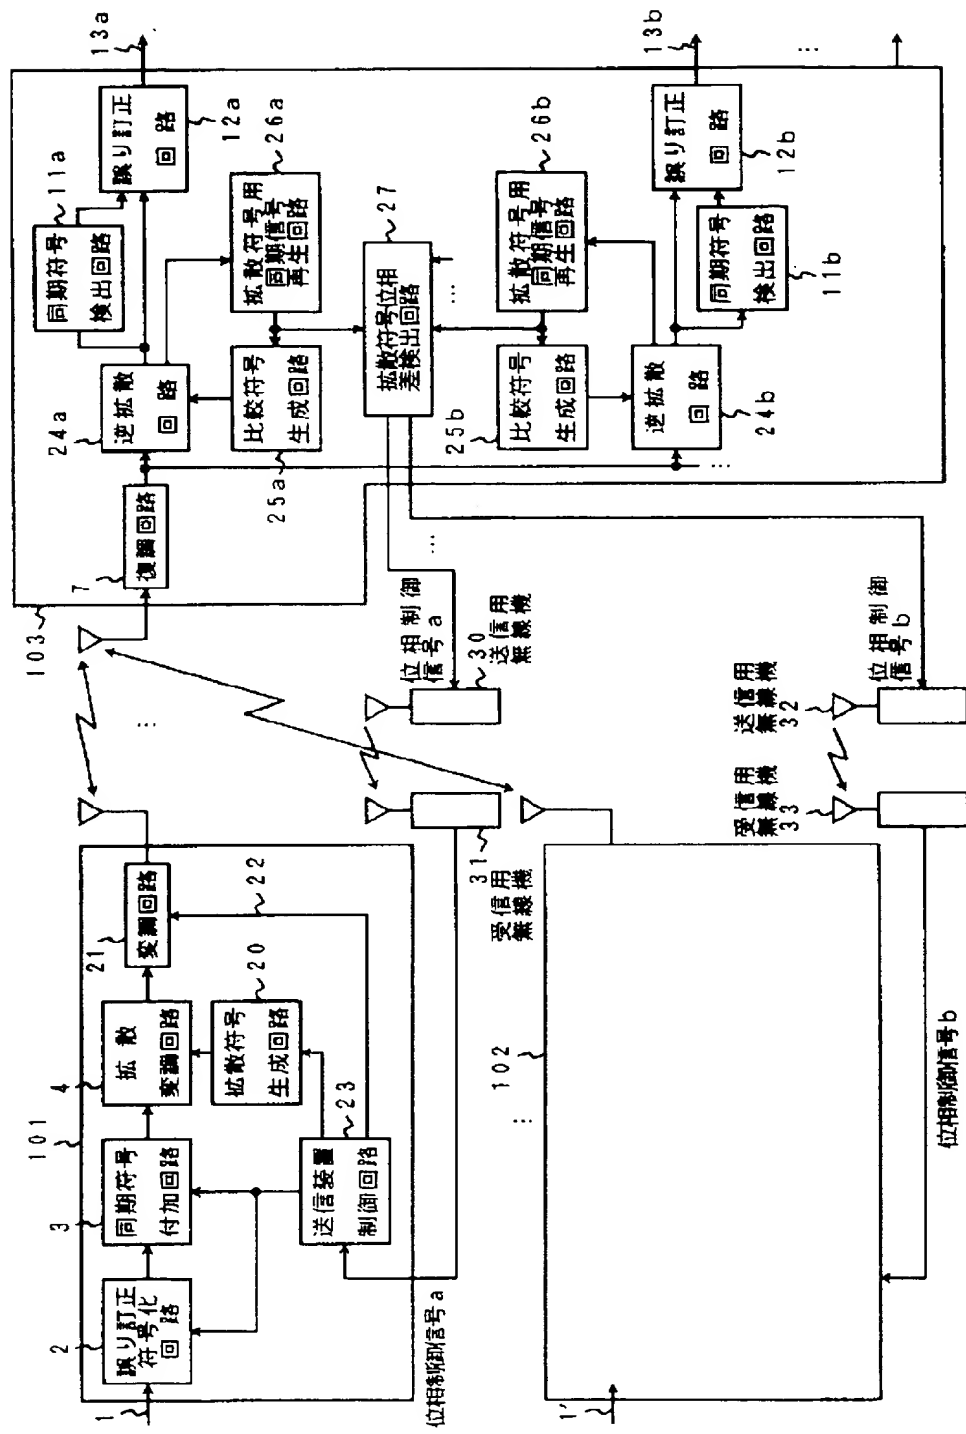 1
2
誤り訂正
符号化
回路
3
同期符号
付加回路
4
拡散
変調回路
21
変調回路
22
20
拡散符号
生成回路
23
送信装置
制御回路
101
位相制御信号a
31
受信用
無線機
30
送信用
無線機
位相制御
信号a
1'
102
⋮
受信用
無線機
33
送信用
無線機
32
位相制御
信号b
位相制御信号b
…
103
7
復調回路
24a
逆拡散
回路
同期符号
検出回路
11a
誤り訂正
回路
12a
13a
25a
比較符号
生成回路
拡散符号用
同期信号
再生回路
26a
拡散符号位相
差検出回路
27
…
…
25b
比較符号
生成回路
拡散符号用
同期信号
再生回路
26b
逆拡散
回路
24b
同期符号
検出回路
11b
誤り訂正
回路
12b
13b
…
…